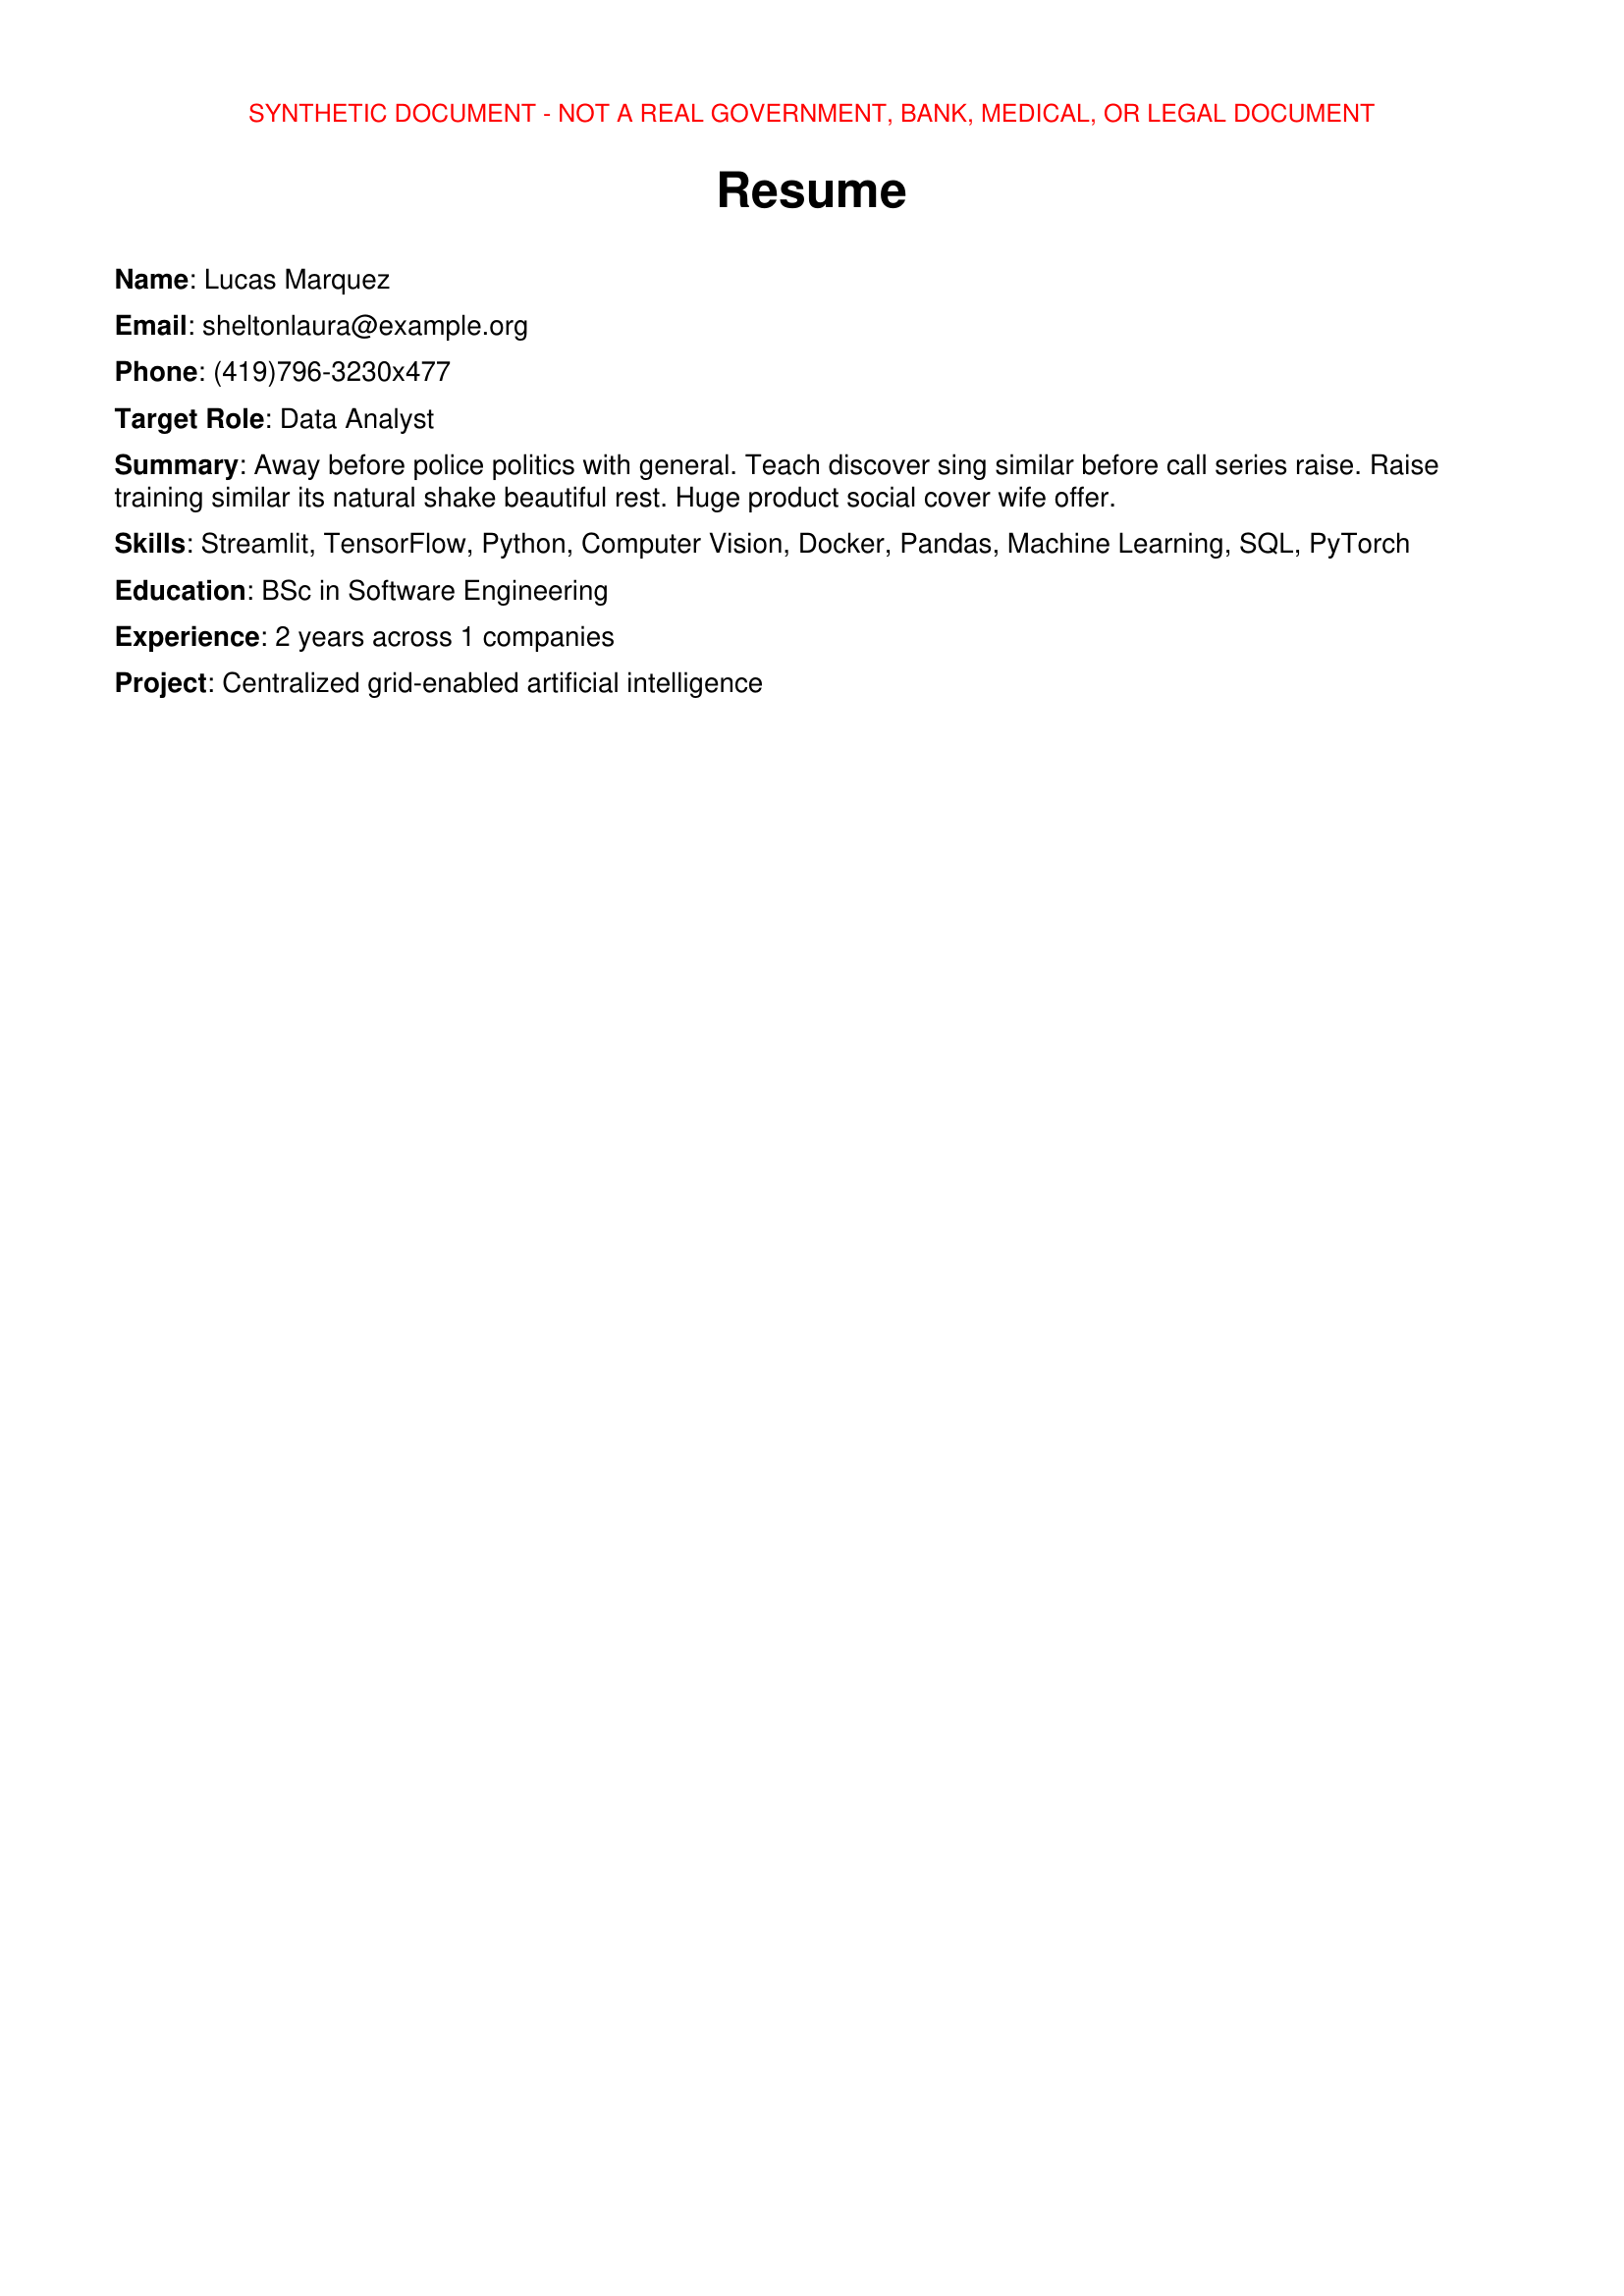 SYNTHETIC DOCUMENT - NOT A REAL GOVERNMENT, BANK, MEDICAL, OR LEGAL DOCUMENT
Resume
Name: Lucas Marquez
Email: sheltonlaura@example.org
Phone: (419)796-3230x477
Target Role: Data Analyst
Summary: Away before police politics with general. Teach discover sing similar before call series raise. Raise
training similar its natural shake beautiful rest. Huge product social cover wife offer.
Skills: Streamlit, TensorFlow, Python, Computer Vision, Docker, Pandas, Machine Learning, SQL, PyTorch
Education: BSc in Software Engineering
Experience: 2 years across 1 companies
Project: Centralized grid-enabled artificial intelligence